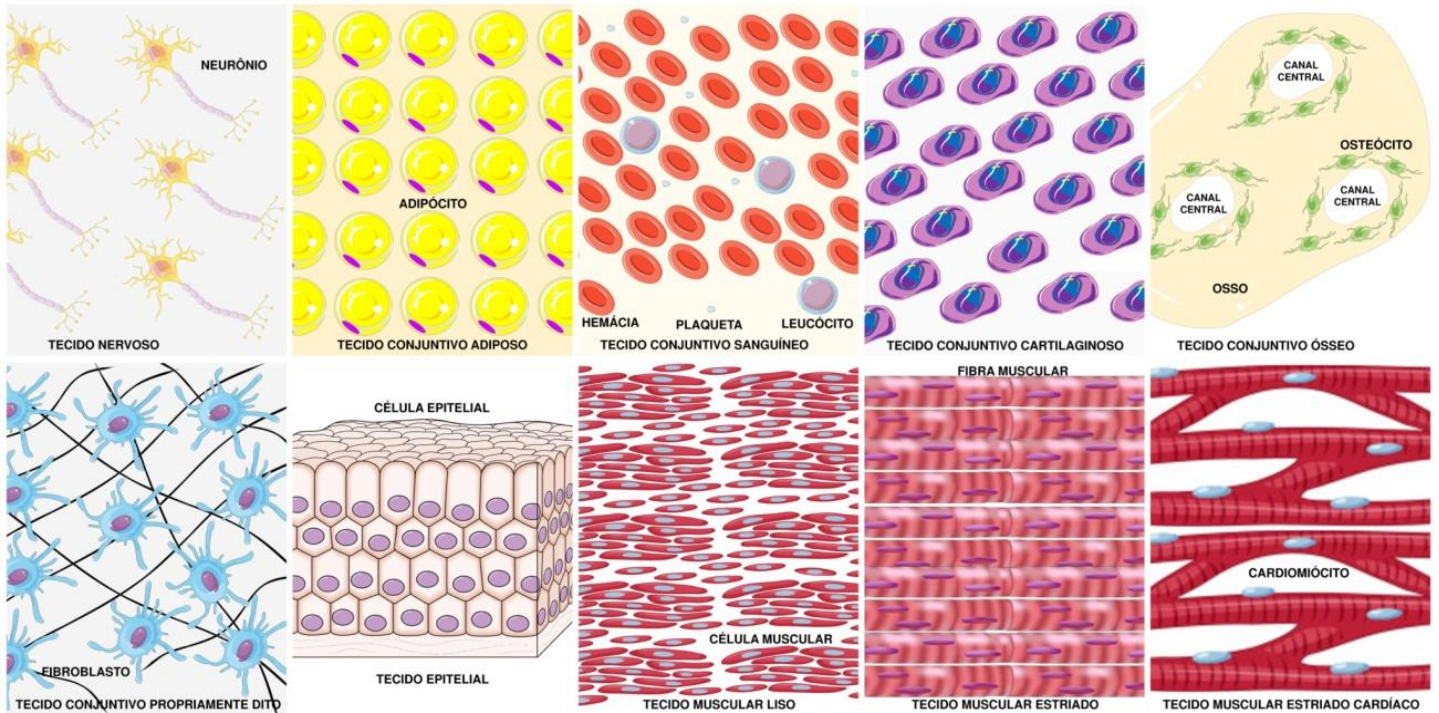 NEURÔNIO
TECIDO NERVOSO
ADIPÓCITO
TECIDO CONJUNTIVO ADIPOSO
HEMÁCIA
PLAQUETA
LEUCÓCITO
TECIDO CONJUNTIVO SANGUÍNEO
TECIDO CONJUNTIVO CARTILAGINOSO
CANAL
CENTRAL
OSTEÓCITO
CANAL
CENTRAL
CANAL
CENTRAL
OSSO
TECIDO CONJUNTIVO ÓSSEO
FIBROBLASTO
TECIDO CONJUNTIVO PROPRIAMENTE DITO
CÉLULA EPITELIAL
TECIDO EPITELIAL
CÉLULA MUSCULAR
TECIDO MUSCULAR LISO
FIBRA MUSCULAR
TECIDO MUSCULAR ESTRIADO
CARDIOMIÓCITO
TECIDO MUSCULAR ESTRIADO CARDÍACO